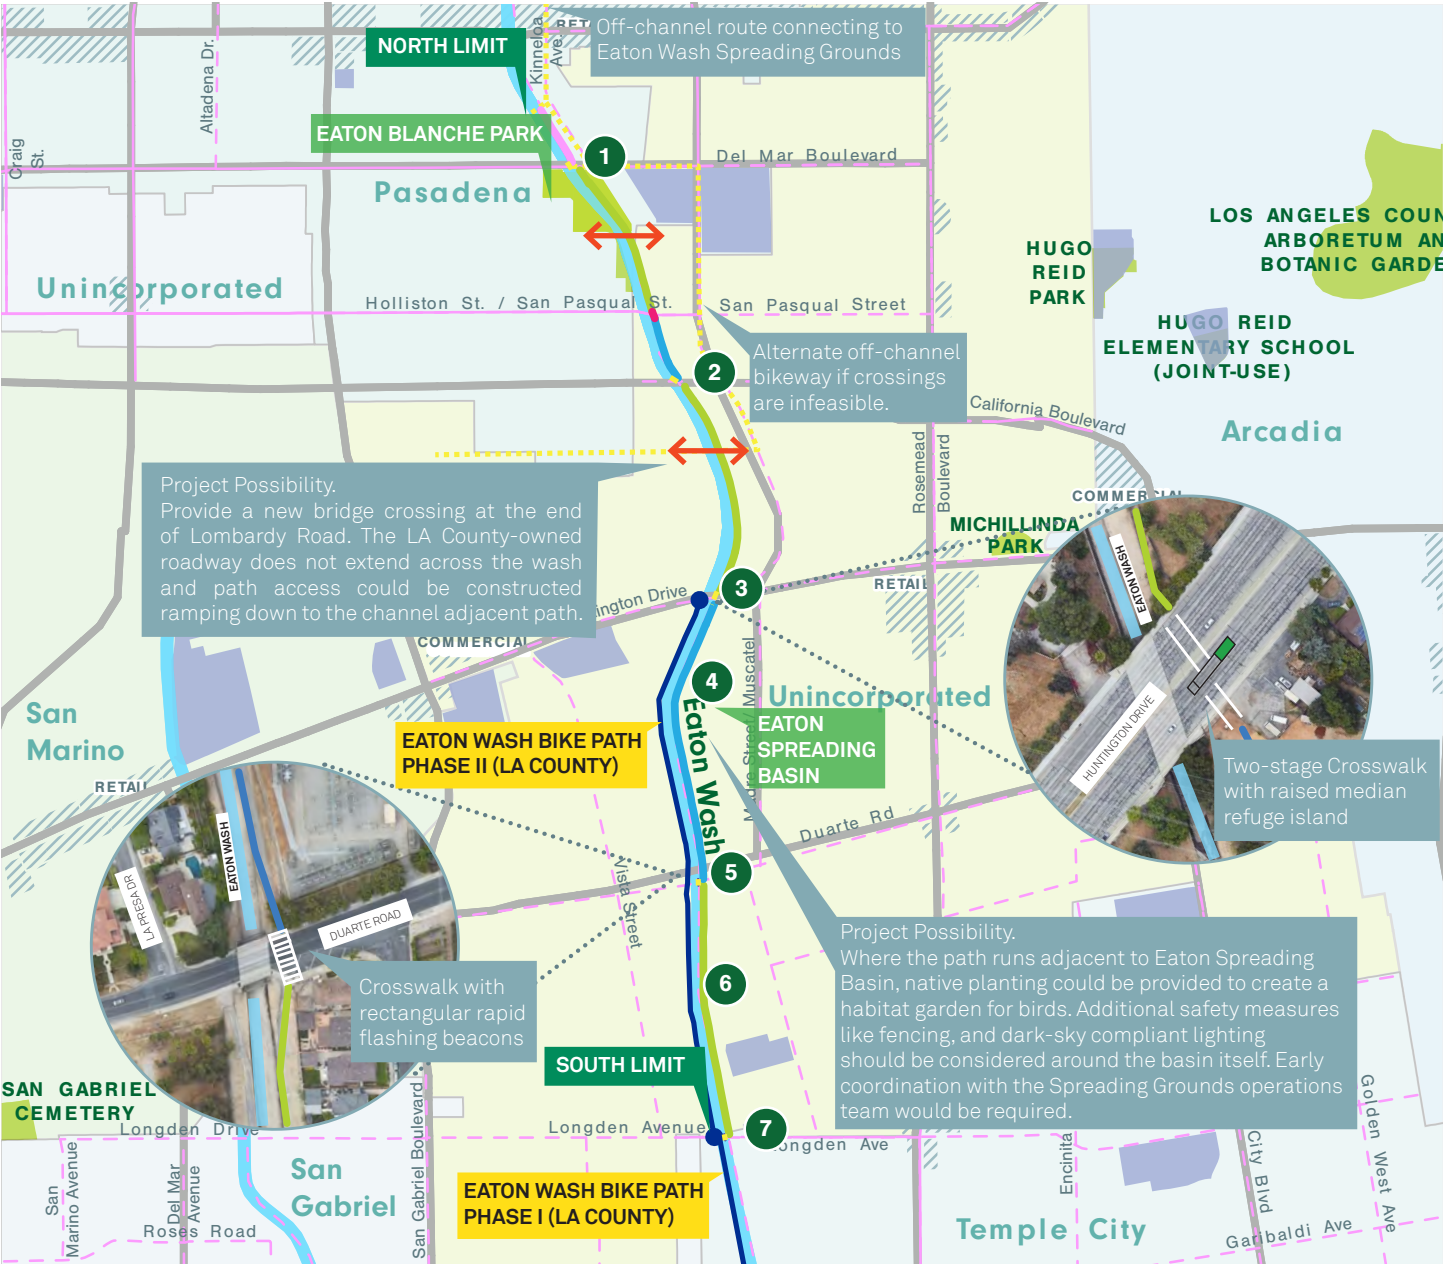 Off-channel route connecting to
Eaton Wash Spreading Grounds
NORTH LIMIT
Kinneloa
Ave.
RET
Altadena Dr.
Craig
St.
EATON BLANCHE PARK
1
Del Mar Boulevard
Pasadena
LOS ANGELES COUN
ARBORETUM AN
BOTANIC GARDE
HUGO
REID
PARK
Unincorporated
Holliston St. / San Pasqual St.
San Pasqual Street
HUGO REID
ELEMENTARY SCHOOL
(JOINT-USE)
Alternate off-channel
bikeway if crossings
are infeasible.
2
California Boulevard
Arcadia
Rosemead
Boulevard
Project Possibility.
Provide a new bridge crossing at the end
of Lombardy Road. The LA County-owned
roadway does not extend across the wash
and path access could be constructed
ramping down to the channel adjacent path.
COMMERCIAL
MICHILLINDA
PARK
RETAIL
3
ington Drive
COMMERCIAL
EATON WASH
HUNTINGTON DRIVE
Two-stage Crosswalk
with raised median
refuge island
4
Unincorporated
EATON
SPREADING
BASIN
San
Marino
EATON WASH BIKE PATH
PHASE II (LA COUNTY)
Eaton Wash
Muscatel
RETAIL
Duarte Rd
5
Vista Street
EATON WASH
LA PRESA DR
DUARTE ROAD
Crosswalk with
rectangular rapid
flashing beacons
6
Project Possibility.
Where the path runs adjacent to Eaton Spreading
Basin, native planting could be provided to create a
habitat garden for birds. Additional safety measures
like fencing, and dark-sky compliant lighting
should be considered around the basin itself. Early
coordination with the Spreading Grounds operations
team would be required.
SOUTH LIMIT
SAN GABRIEL
CEMETERY
Longden Drive
Longden Avenue
7
ongden Ave
San
Marino Avenue
Del Mar
Avenue
Roses Road
San
Gabriel
San Gabriel Boulevard
EATON WASH BIKE PATH
PHASE I (LA COUNTY)
Temple City
Encinita
City Blvd
Golden West Ave
Garibaldi Ave